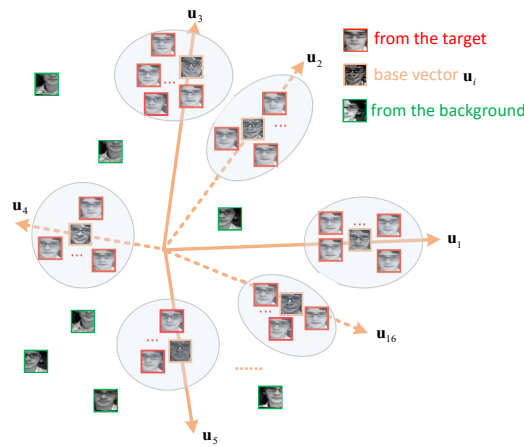 u3
from the target
u2
base vector ui
from the background
...
...
u4
...
u1
...
...
u16
...
......
u5